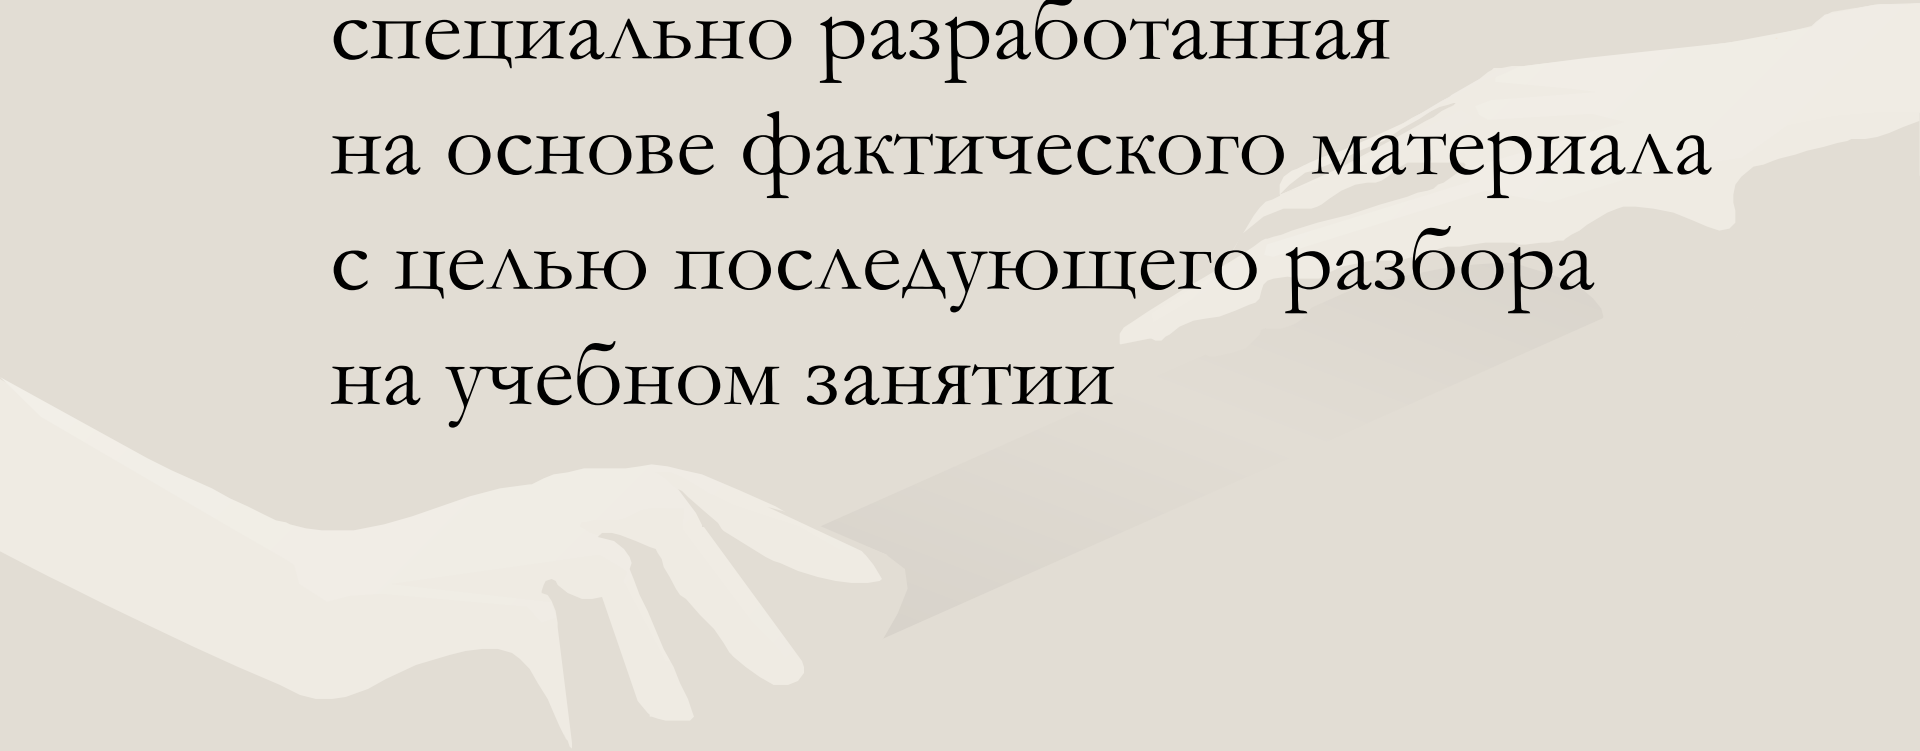 специально разработанная
на основе фактического материала
с целью последующего разбора
на учебном занятии